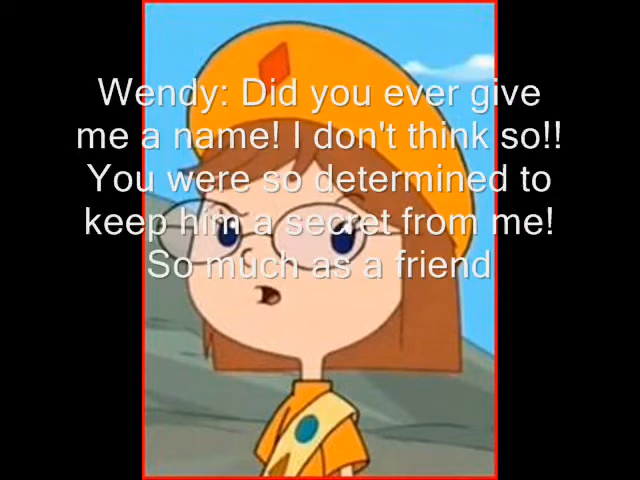 Wendy: Did you ever give
me a name! I don't think so!!
You were so determined to
keep him a secret from me!
So much as a friend